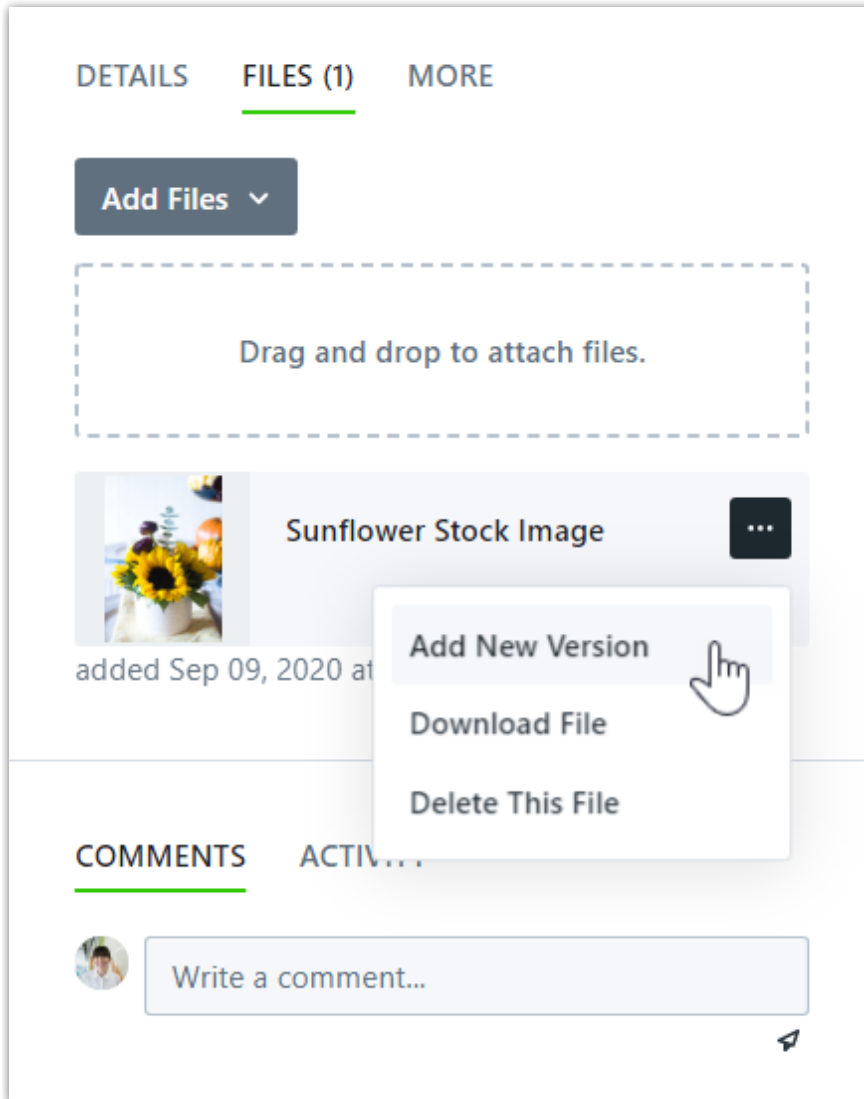 DETAILS FILES (1) MORE
Add Files
Drag and drop to attach files.
Sunflower Stock Image
Add New Version
added Sep 09, 2020 at
Download File
Delete This File
COMMENTS
Write a comment...